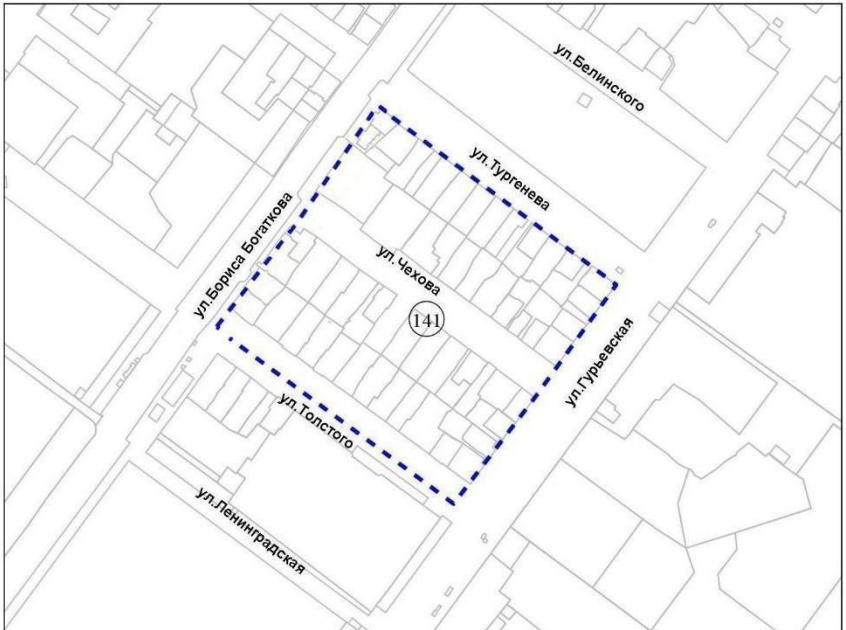 ул.Белинского
ул.Тургенева
ул.Бориса Богаткова
ул.Чехова
141
ул.Гурьевская
ул.Толстого
ул.Ленинградская